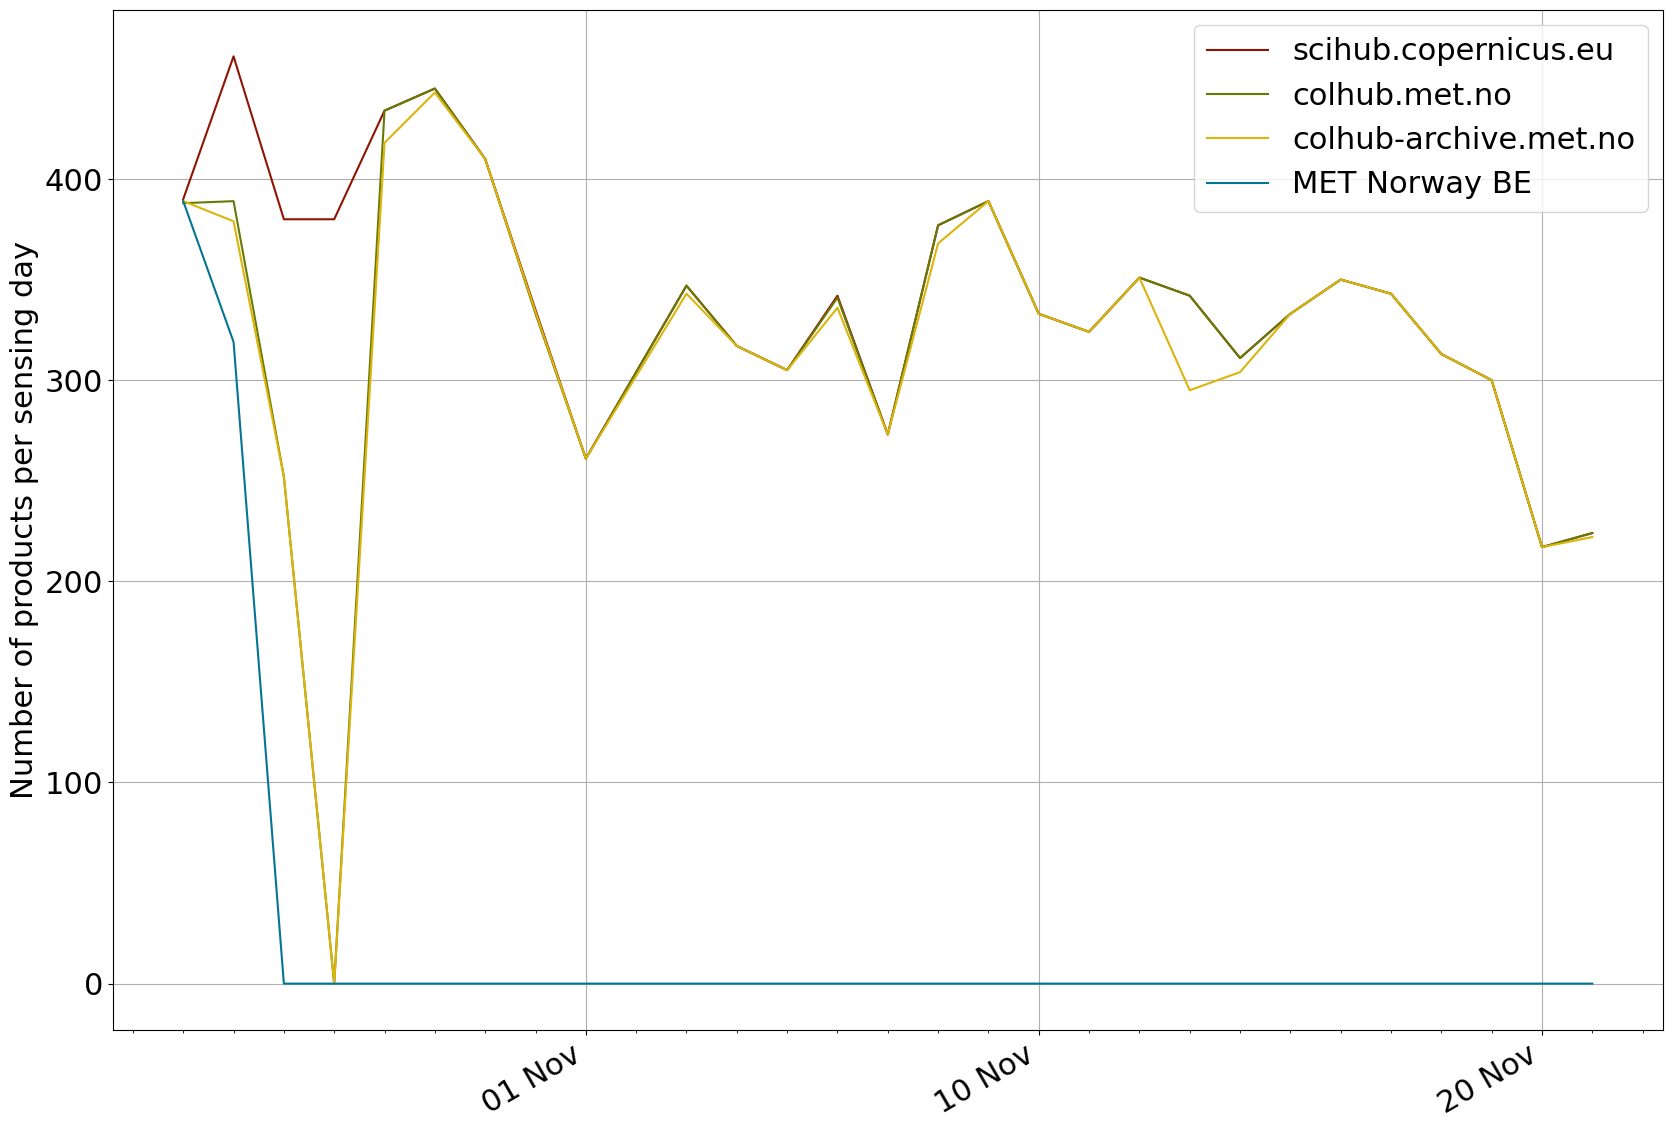 scihub.copernicus.eu
colhub.met.no
colhub-archive.met.no
MET Norway BE
Number of products per sensing day
400
300
200
100
0
01 Nov
10 Nov
20 Nov